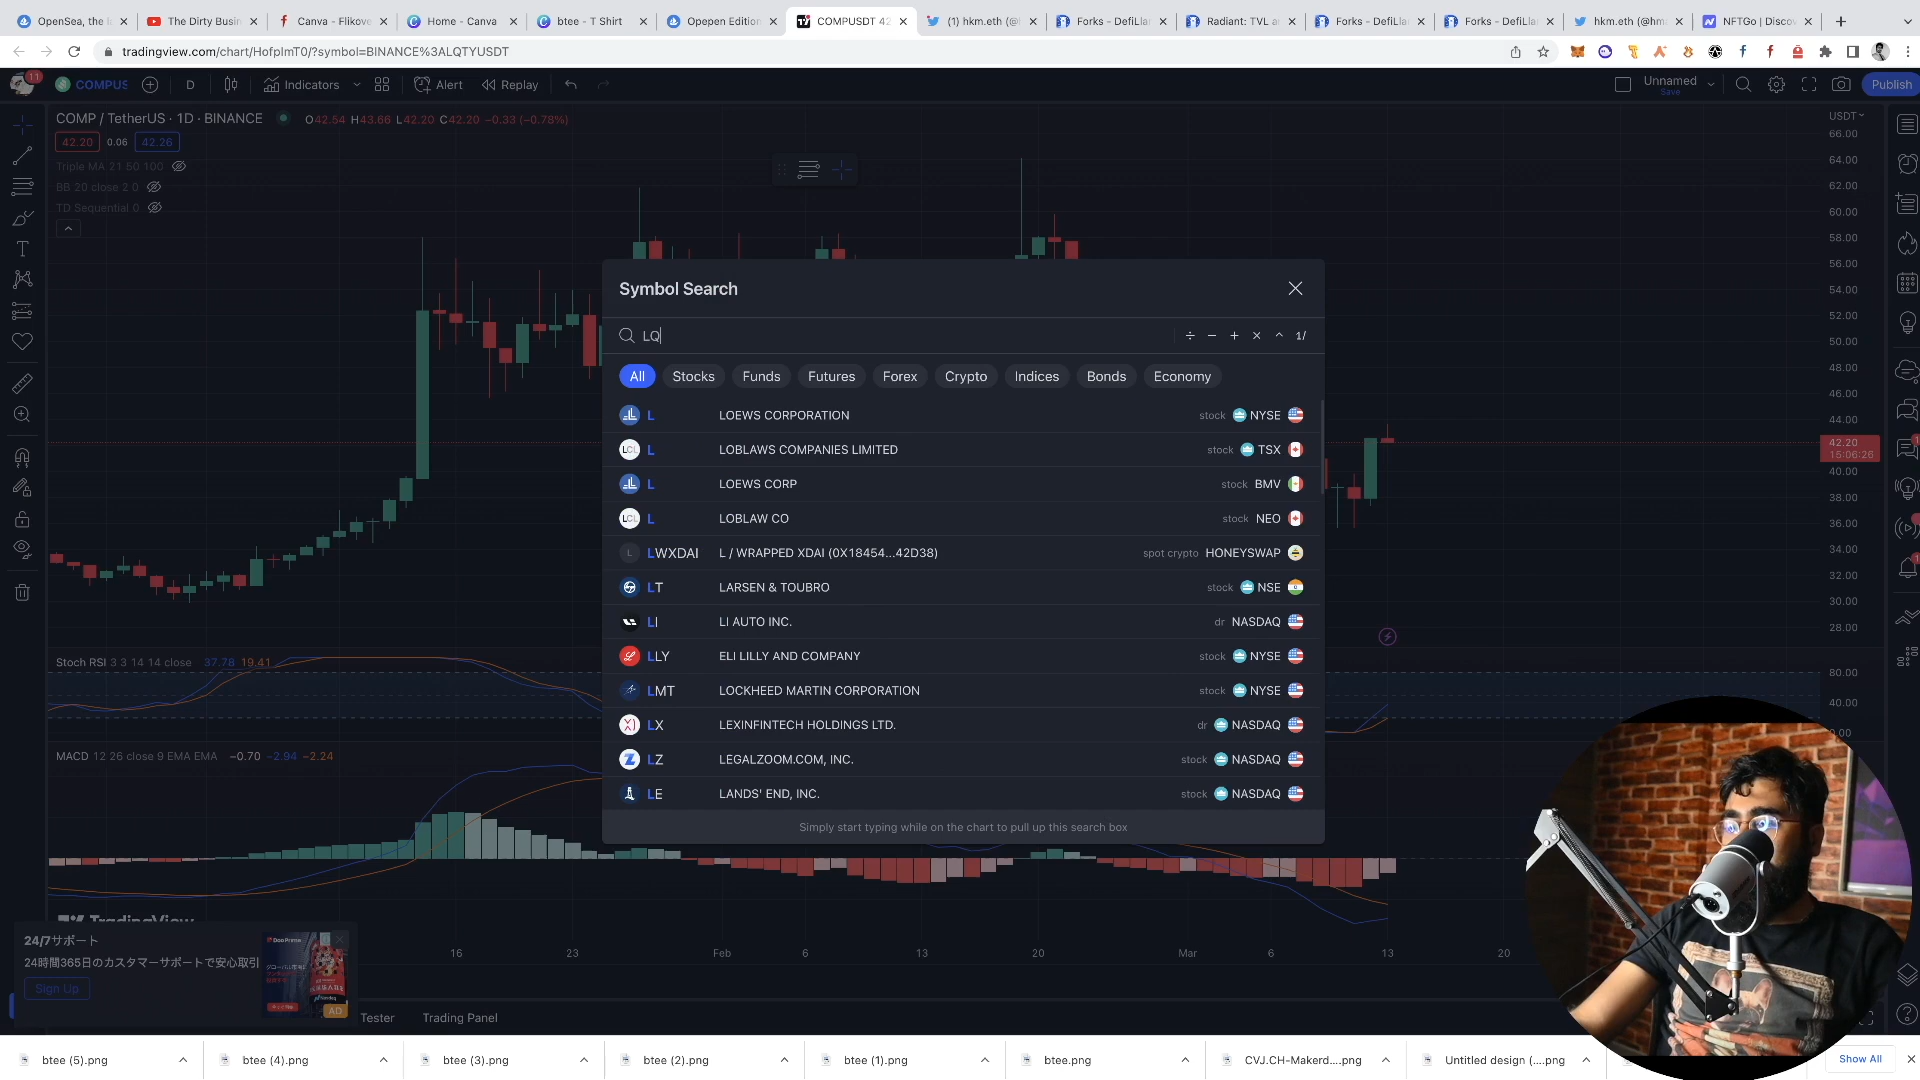 OpenSea, the l
The Dirty Busin
Canva - Flikove
Home - Canva
btee - T Shirt
Opepen Edition
COMPUSDT 42
(1) hkm.eth (@
Forks - DefiLla
Radiant: TVL a
Forks - DefiLla
Forks - DefiLla
hkm.eth (@hm
NFTGo | Discov
tradingview.com/chart/HofplmT0/?symbol=BINANCE%3ALQTYUSDT
11
COMPUS
D
Indicators
Alert
Replay
Unnamed
Save
Publish
COMP / TetherUS · 1D · BINANCE
O42.54 H43.66 L42.20 C42.20 −0.33 (−0.78%)
42.20
0.06
42.26
Triple MA 21 50 100
BB 20 close 2 0
TD Sequential 0
USDT
66.00
64.00
62.00
60.00
58.00
56.00
54.00
52.00
50.00
48.00
46.00
44.00
42.20
15:06:26
40.00
38.00
36.00
34.00
32.00
30.00
28.00
80.00
40.00
0.00
Symbol Search
LQ
÷ − + × ^ 1/
All
Stocks
Funds
Futures
Forex
Crypto
Indices
Bonds
Economy
L LOEWS CORPORATION stock NYSE
L LOBLAWS COMPANIES LIMITED stock TSX
L LOEWS CORP stock BMV
L LOBLAW CO stock NEO
LWXDAI L / WRAPPED XDAI (0X18454...42D38) spot crypto HONEYSWAP
LT LARSEN & TOUBRO stock NSE
LI LI AUTO INC. dr NASDAQ
LLY ELI LILLY AND COMPANY stock NYSE
LMT LOCKHEED MARTIN CORPORATION stock NYSE
LX LEXINFINTECH HOLDINGS LTD. dr NASDAQ
LZ LEGALZOOM.COM, INC. stock NASDAQ
LE LANDS' END, INC. stock NASDAQ
Simply start typing while on the chart to pull up this search box
Stoch RSI 3 3 14 14 close 37.78 19.41
MACD 12 26 close 9 EMA EMA −0.70 −2.94 −2.24
TradingView
16
23
Feb
6
13
20
Mar
6
13
20
24/7サポート
24時間365日のカスタマーサポートで安心取引
Sign Up
AD
Tester
Trading Panel
btee (5).png
btee (4).png
btee (3).png
btee (2).png
btee (1).png
btee.png
CVJ.CH-Makerd....png
Untitled design (....png
Show All